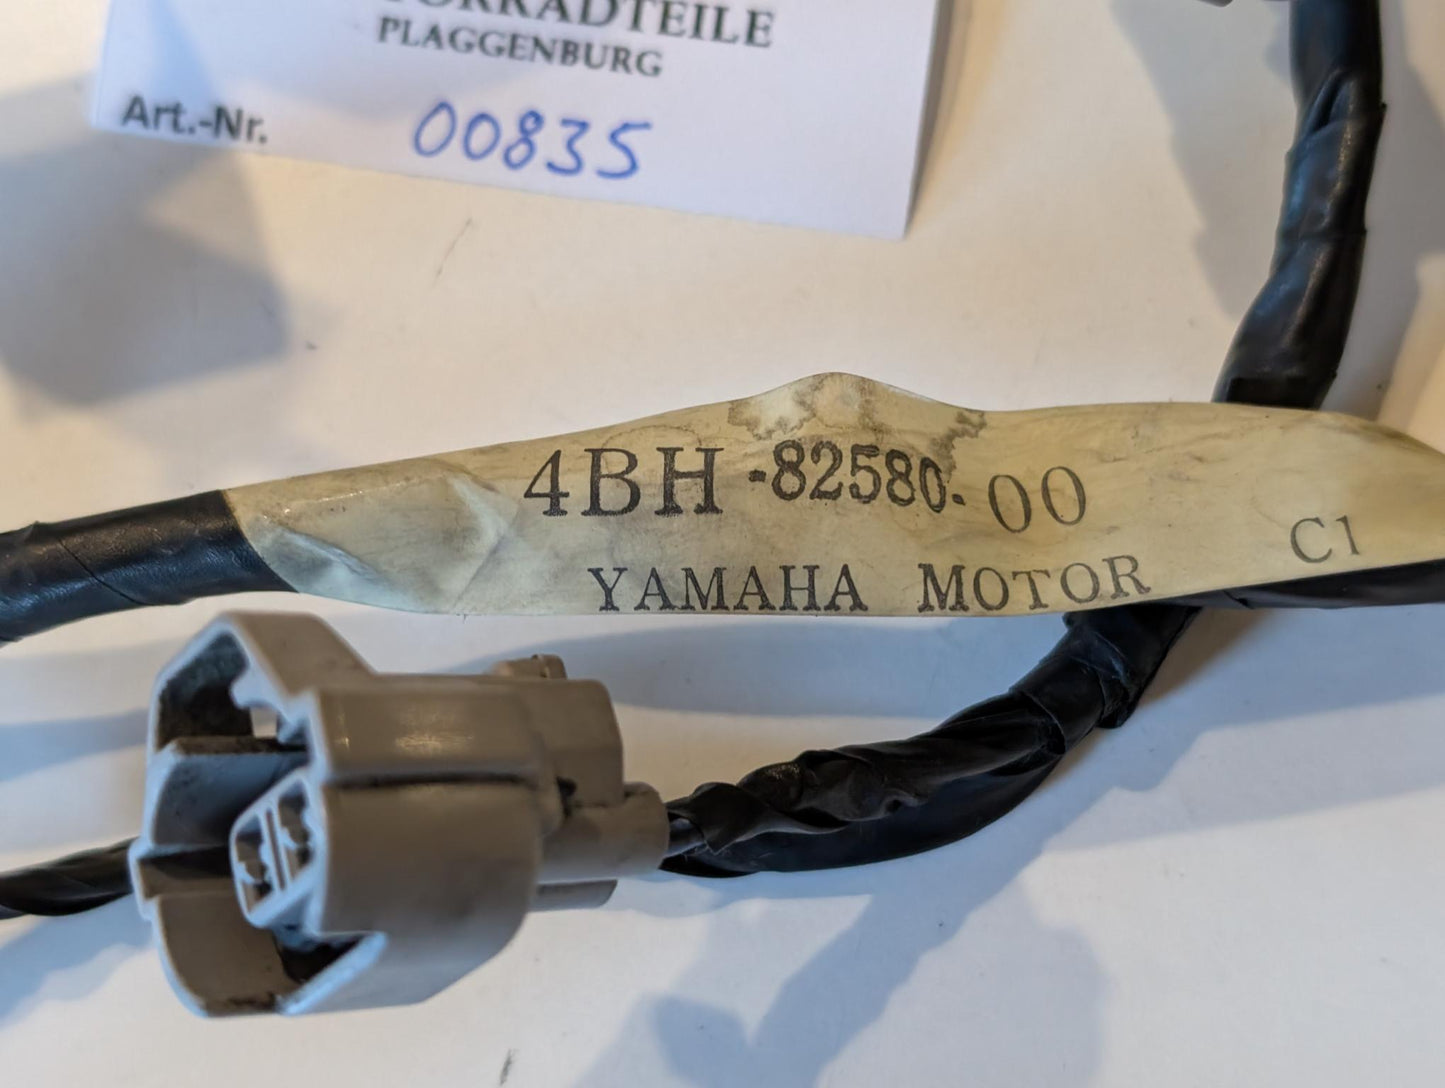 PLAGGENBURG
Art.-Nr. 00835
4BH-82580-00
YAMAHA MOTOR C1